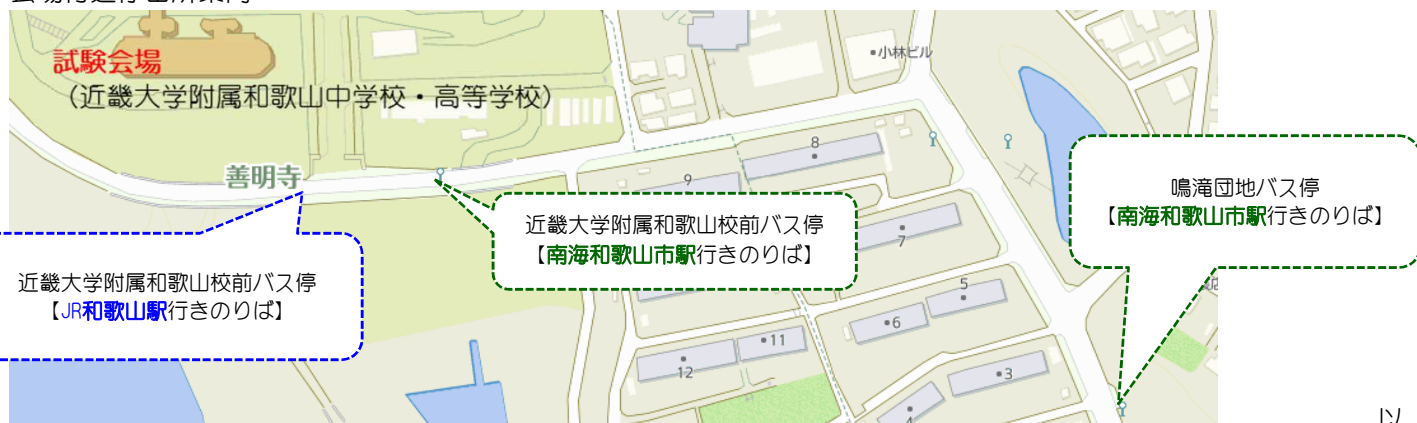 試験会場
（近畿大学附属和歌山中学校・高等学校）
小林ビル
善明寺
8
9
7
近畿大学附属和歌山校前バス停
【南海和歌山市駅行きのりば】
鳴滝団地バス停
【南海和歌山市駅行きのりば】
近畿大学附属和歌山校前バス停
【JR和歌山駅行きのりば】
5
6
11
12
3
4
以